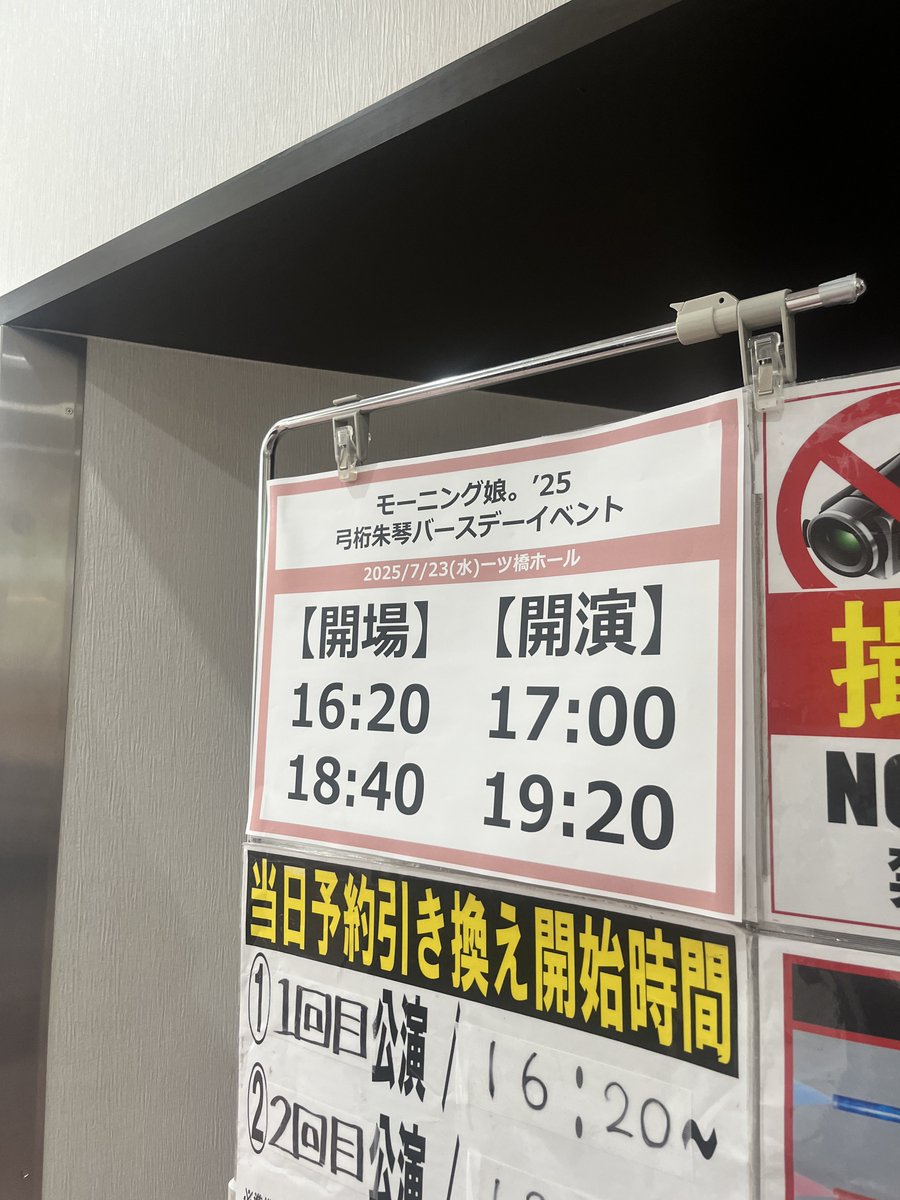 モーニング娘。'25
弓桁朱琴バースデーイベント
2025/7/23(水)一ツ橋ホール
【開場】 【開演】
16:20 17:00
18:40 19:20
当日予約引き換え開始時間
①1回目公演/16:20~
②2回目公演/
NO